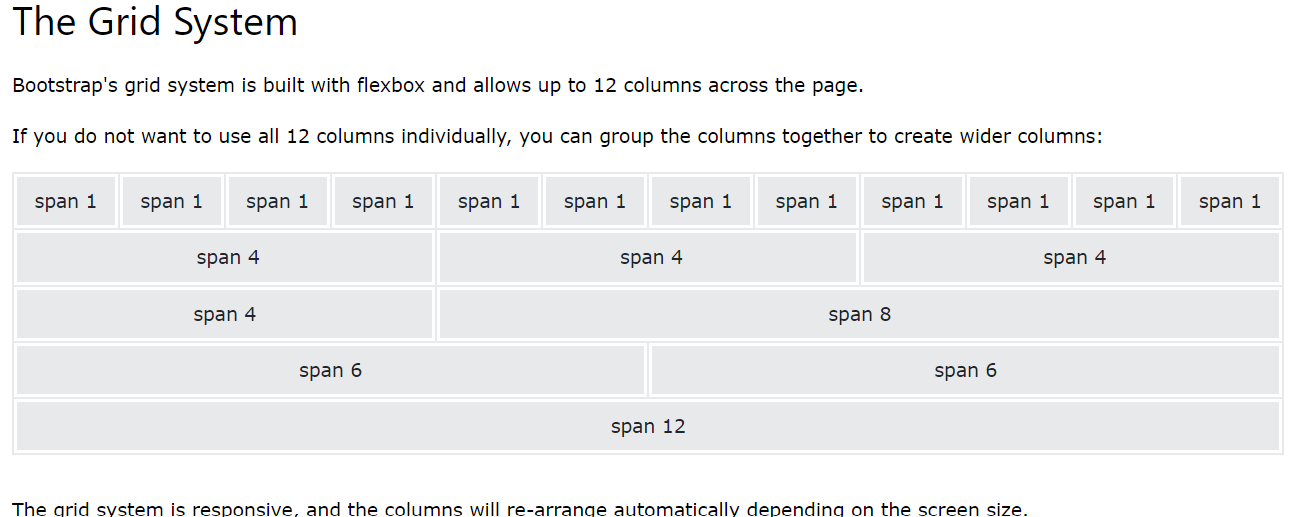 The Grid System
Bootstrap's grid system is built with flexbox and allows up to 12 columns across the page.
If you do not want to use all 12 columns individually, you can group the columns together to create wider columns:
span 1 span 1 span 1 span 1 span 1 span 1 span 1 span 1 span 1 span 1 span 1 span 1
span 4 span 4 span 4
span 4 span 8
span 6 span 6
span 12
The grid system is responsive, and the columns will re-arrange automatically depending on the screen size.